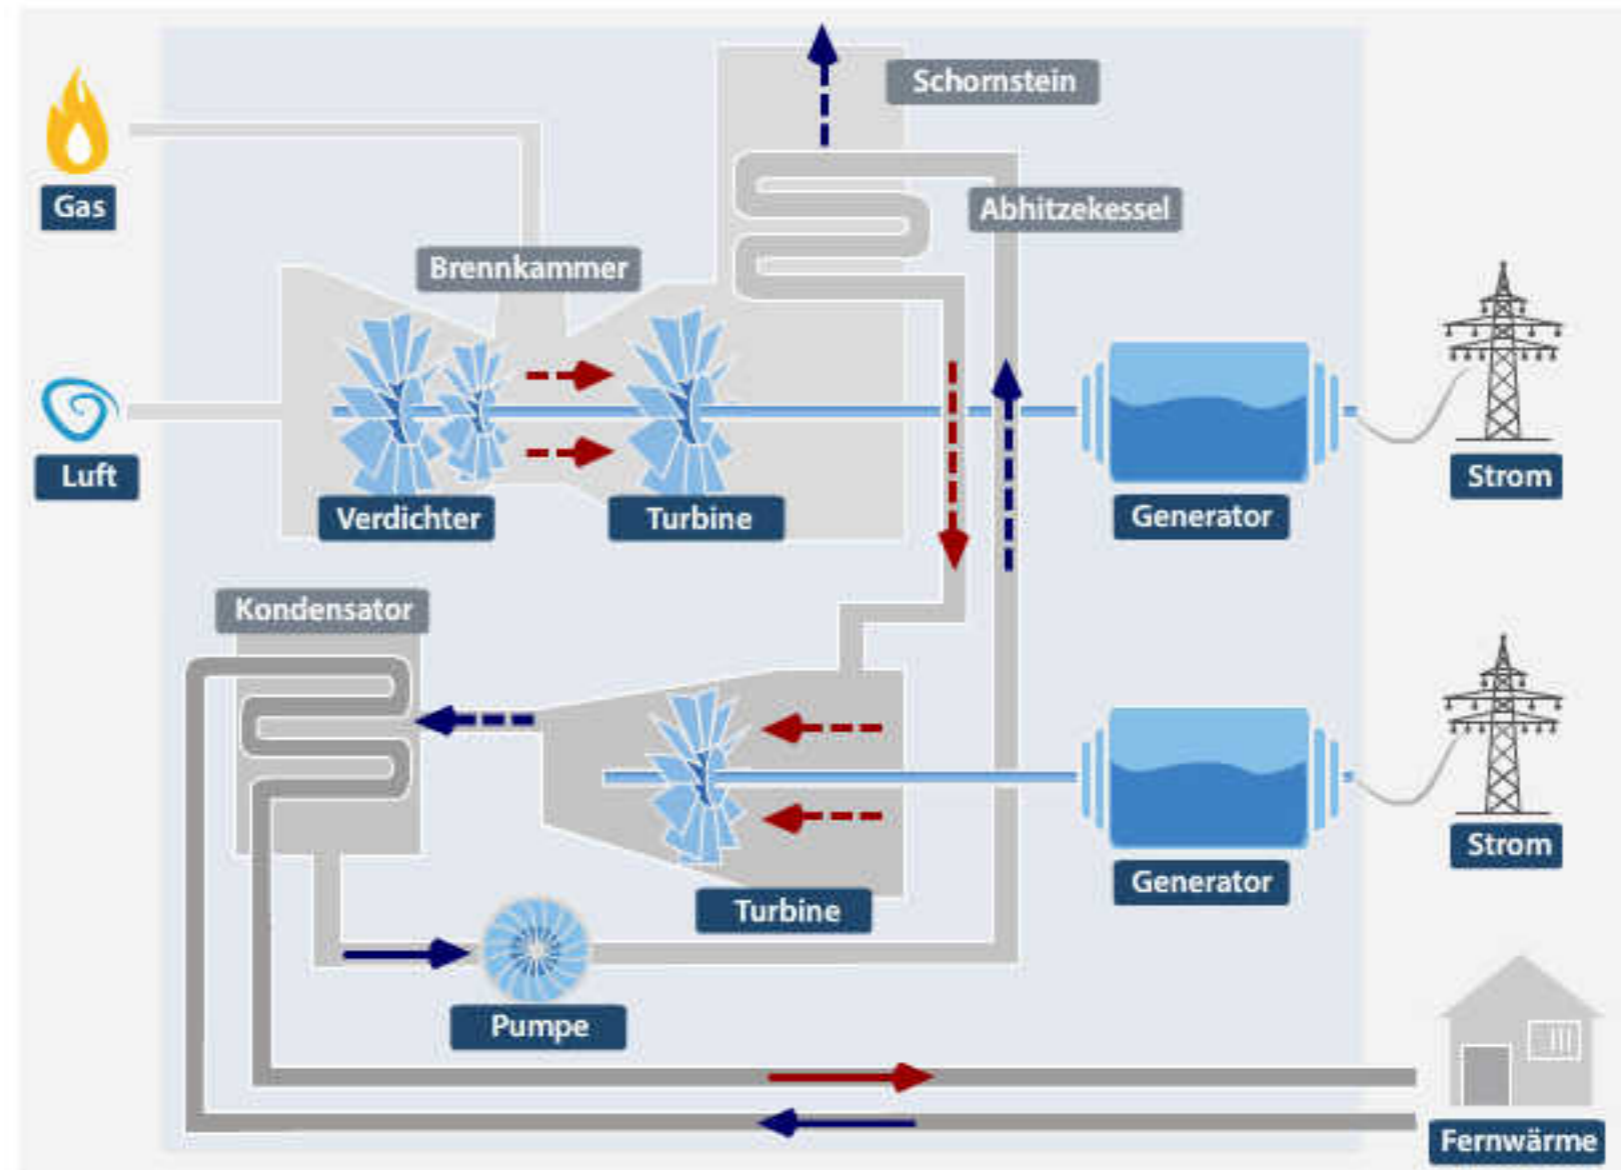 Schornstein
Gas
Abhitzekessel
Brennkammer
Luft
Verdichter
Turbine
Generator
Strom
Kondensator
Turbine
Generator
Strom
Pumpe
Fernwärme